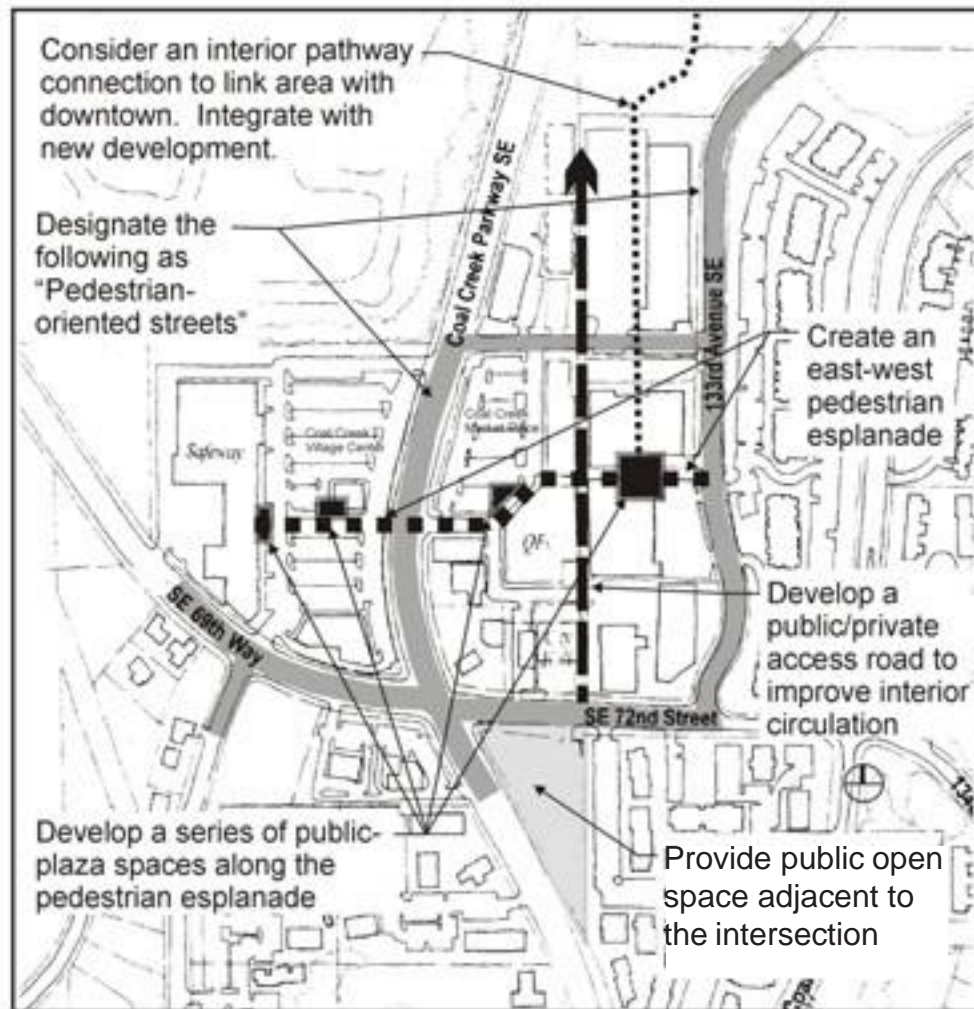 Consider an interior pathway
connection to link area with
downtown. Integrate with
new development.
Coal Creek Parkway SE
Designate the
following as
“Pedestrian-
oriented streets”
133rd Avenue SE
Create an
east-west
pedestrian
esplanade
Safeway
Coal Creek
Village Center
Coal Creek
Market Place
SE 69th Way
Develop a
public/private
access road to
improve interior
circulation
SE 72nd Street
Develop a series of public-
plaza spaces along the
pedestrian esplanade
Provide public open
space adjacent to
the intersection